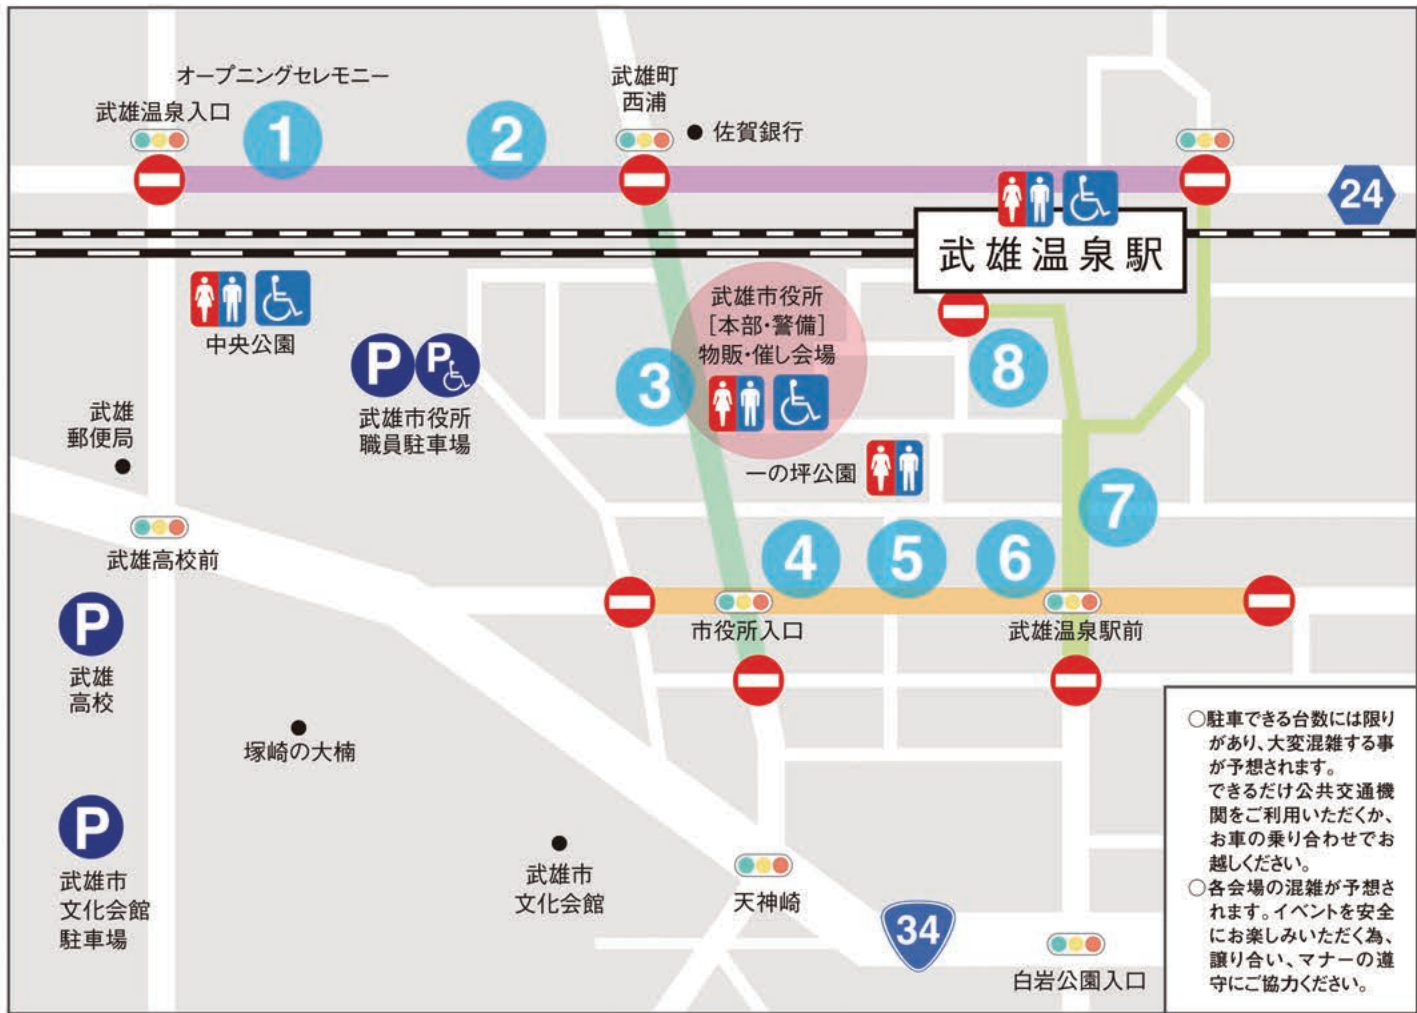 オープニングセレモニー
武雄温泉入口
1
2
武雄町
西浦
佐賀銀行
24
武雄温泉駅
中央公園
P
P
武雄市役所
職員駐車場
武雄市役所
［本部・警備］
物販・催し会場
3
8
武雄
郵便局
一の坪公園
7
武雄高校前
4
5
6
市役所入口
武雄温泉駅前
P
武雄
高校
塚崎の大楠
P
武雄市
文化会館
駐車場
武雄市
文化会館
天神崎
34
白岩公園入口
○駐車できる台数には限り
があり、大変混雑する事
が予想されます。
できるだけ公共交通機
関をご利用いただくか、
お車の乗り合わせでお
越しください。
○各会場の混雑が予想さ
れます。イベントを安全
にお楽しみいただく為、
譲り合い、マナーの遵
守にご協力ください。